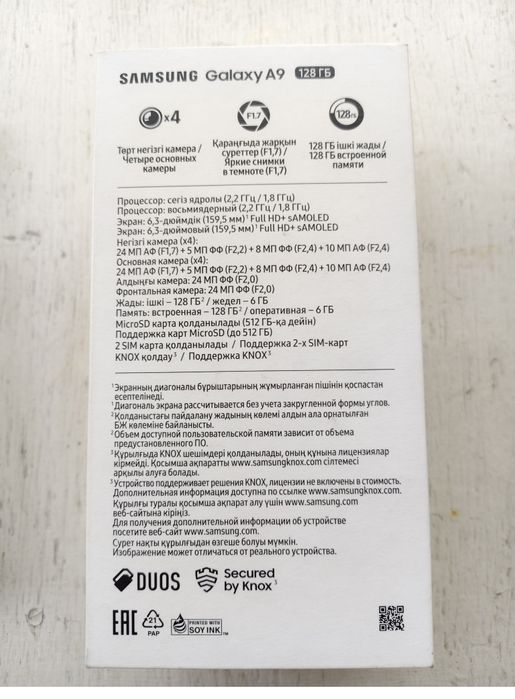 SAMSUNG Galaxy A9 128 ГБ
x4 F1.7 128 ГБ
Төрт негізгі камера / Қараңғыда жарқын 128 ГБ ішкі жады /
Четыре основных суреттер (F1,7) / 128 ГБ встроенной
камеры Яркие снимки памяти
в темноте (F1,7)
Процессор: сегіз ядролы (2,2 ГГц / 1,8 ГГц)
Процессор: восьмиядерный (2,2 ГГц / 1,8 ГГц)
Экран: 6,3-дюймдік (159,5 мм)¹ Full HD+ sAMOLED
Экран: 6,3-дюймовый (159,5 мм)¹ Full HD+ sAMOLED
Негізгі камера (x4):
24 МП АФ (F1,7) + 5 МП ФФ (F2,2) + 8 МП ФФ (F2,4) + 10 МП АФ (F2,4)
Основная камера (x4):
24 МП АФ (F1,7) + 5 МП ФФ (F2,2) + 8 МП ФФ (F2,4) + 10 МП АФ (F2,4)
Алдыңғы камера: 24 МП ФФ (F2,0)
Фронтальная камера: 24 МП ФФ (F2,0)
Жады: ішкі – 128 ГБ² / жедел – 6 ГБ
Память: встроенная – 128 ГБ² / оперативная – 6 ГБ
MicroSD карта қолданылады (512 ГБ-қа дейін)
Поддержка карт MicroSD (до 512 ГБ)
2 SIM карта қолданылады / Поддержка 2-х SIM-карт
KNOX қолдау³ / Поддержка KNOX³
¹Экранның диагоналы бұрыштарының жұмырланған пішінін қоспастан
есептелінеді.
¹Диагональ экрана рассчитывается без учета закругленной формы углов.
²Қолданыстағы пайдалану жадының көлемі алдын ала орнатылған
БЖ көлеміне байланысты.
²Объем доступной пользовательской памяти зависит от объема
предустановленного ПО.
³Құрылғыда KNOX шешімдері қолданылады, оның құнына лицензиялар
кірмейді. Қосымша ақпаратты www.samsungknox.com сілтемесі
арқылы алуға болады.
³Устройство поддерживает решения KNOX, лицензии не включены в стоимость.
Дополнительная информация доступна по ссылке www.samsungknox.com.
Құрылғы туралы қосымша ақпарат алу үшін www.samsung.com
веб-сайтына кіріңіз.
Для получения дополнительной информации об устройстве
посетите веб-сайт www.samsung.com.
Сурет нақты құрылғыдан өзгеше болуы мүмкін.
Изображение может отличаться от реального устройства.
DUOS Secured
by Knox³
EAC 21 PAP PRINTED WITH SOY INK™